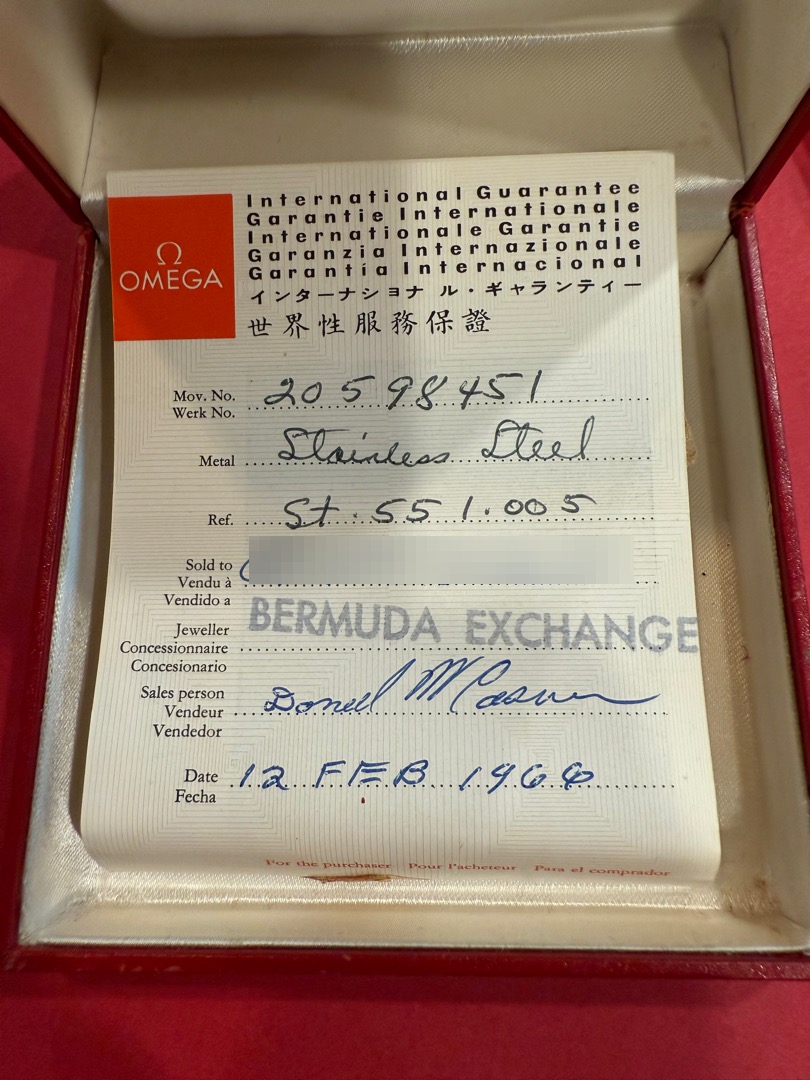 Ω
OMEGA
International Guarantee
Garantie Internationale
Internationale Garantie
Garanzia Internazionale
Garantía Internacional
インターナショナル・ギャランティー
世界性服務保證
Mov. No. 20598451
Werk No.
Metal Stainless Steel
Ref. St. 551.005
Sold to
Vendu à
Vendido a
BERMUDA EXCHANGE
Jeweller
Concessionnaire
Concesionario
Sales person
Vendeur
Vendedor
Date 12 FEB 1966
Fecha
For the purchaser Pour l'acheteur Para el comprador